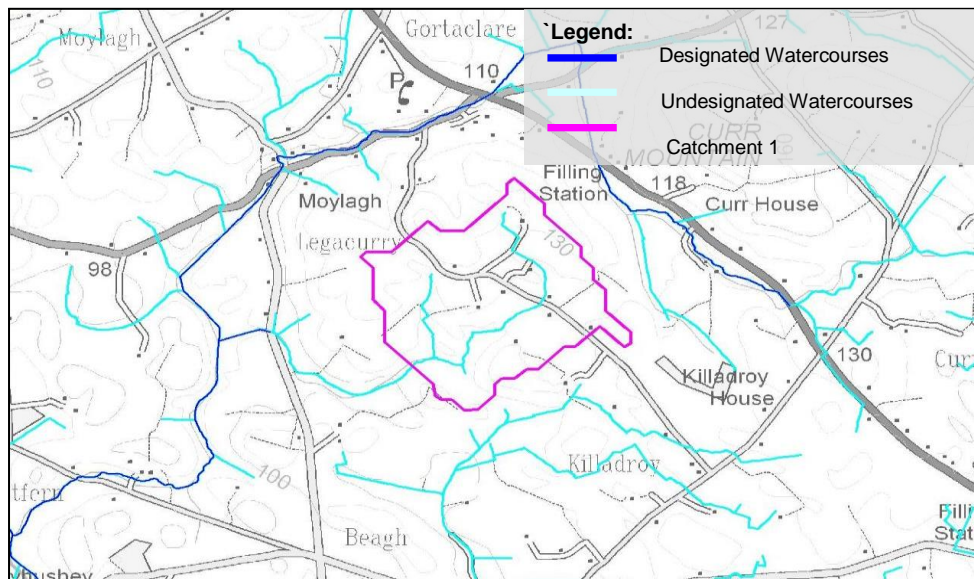 `Legend:
Designated Watercourses
Undesignated Watercourses
Catchment 1
Moylagh
Gortaclare
127
110
110
P
CURR
MOUNTAIN
Filling
Station
118
Curr House
Moylagh
Legacurry
130
98
130
Killadroy
House
100
Killadroy
Beagh